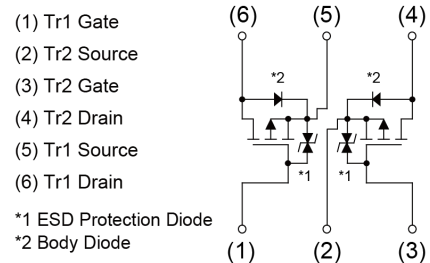 (1) Tr1 Gate
(2) Tr2 Source
(3) Tr2 Gate
(4) Tr2 Drain
(5) Tr1 Source
(6) Tr1 Drain
*1 ESD Protection Diode
*2 Body Diode
(6) (5) (4)
*2 *2
*1 *1
(1) (2) (3)